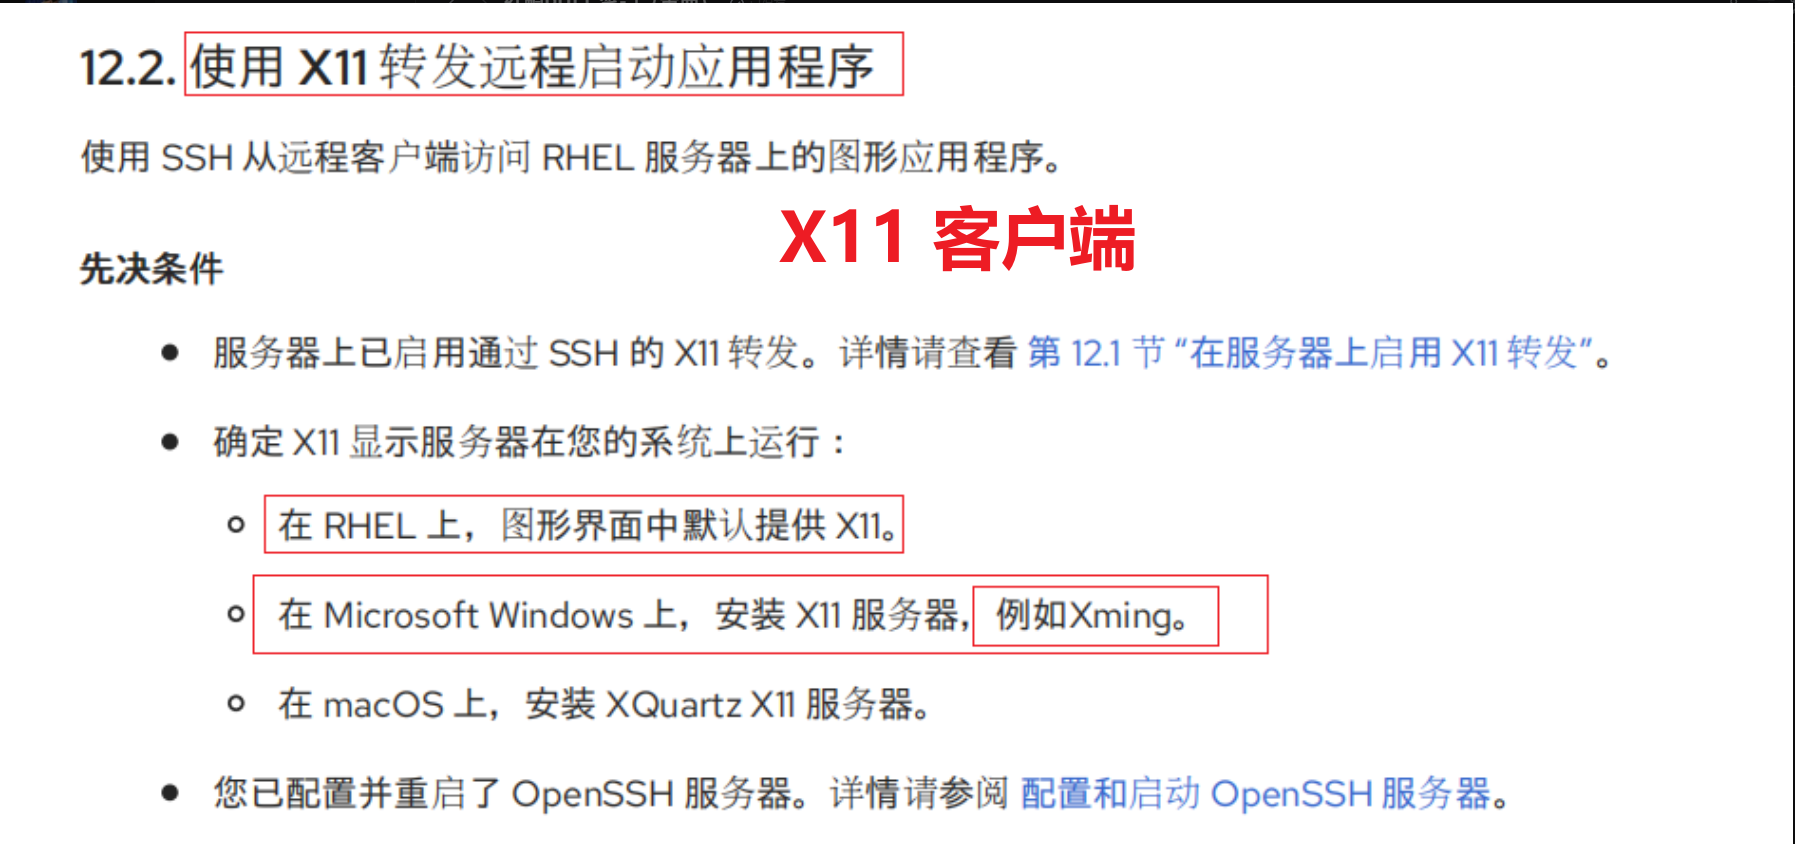 12.2. 使用 X11 转发远程启动应用程序
使用 SSH 从远程客户端访问 RHEL 服务器上的图形应用程序。
X11 客户端
先决条件
● 服务器上已启用通过 SSH 的 X11 转发。详情请查看 第 12.1 节 “在服务器上启用 X11 转发”。
● 确定 X11 显示服务器在您的系统上运行：
○ 在 RHEL 上，图形界面中默认提供 X11。
○ 在 Microsoft Windows 上，安装 X11 服务器，例如Xming。
○ 在 macOS 上，安装 XQuartz X11 服务器。
● 您已配置并重启了 OpenSSH 服务器。详情请参阅 配置和启动 OpenSSH 服务器。